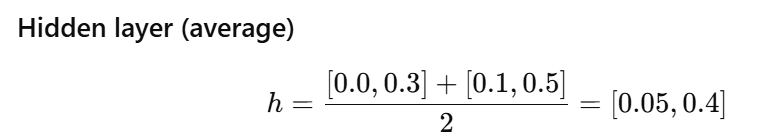 Hidden layer (average)
h = \frac{[0.0, 0.3] + [0.1, 0.5]}{2} = [0.05, 0.4]